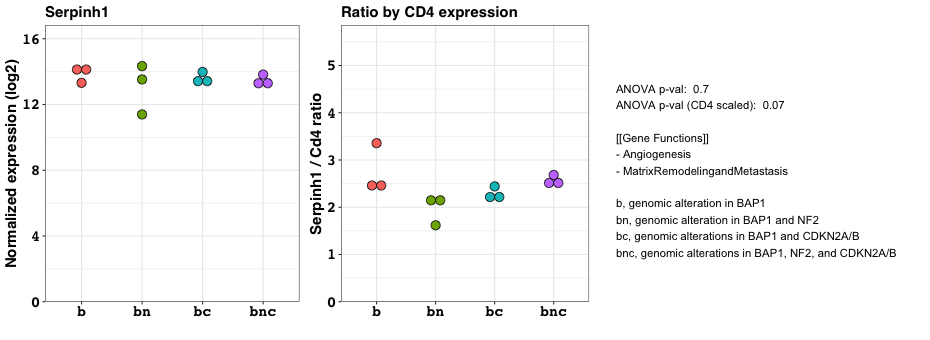 Serpinh1
Normalized expression (log2)
16
12
8
4
0
b bn bc bnc
Ratio by CD4 expression
Serpinh1 / Cd4 ratio
5
4
3
2
1
0
b bn bc bnc
ANOVA p-val: 0.7
ANOVA p-val (CD4 scaled): 0.07
[[Gene Functions]]
- Angiogenesis
- MatrixRemodelingandMetastasis
b, genomic alteration in BAP1
bn, genomic alteration in BAP1 and NF2
bc, genomic alterations in BAP1 and CDKN2A/B
bnc, genomic alterations in BAP1, NF2, and CDKN2A/B